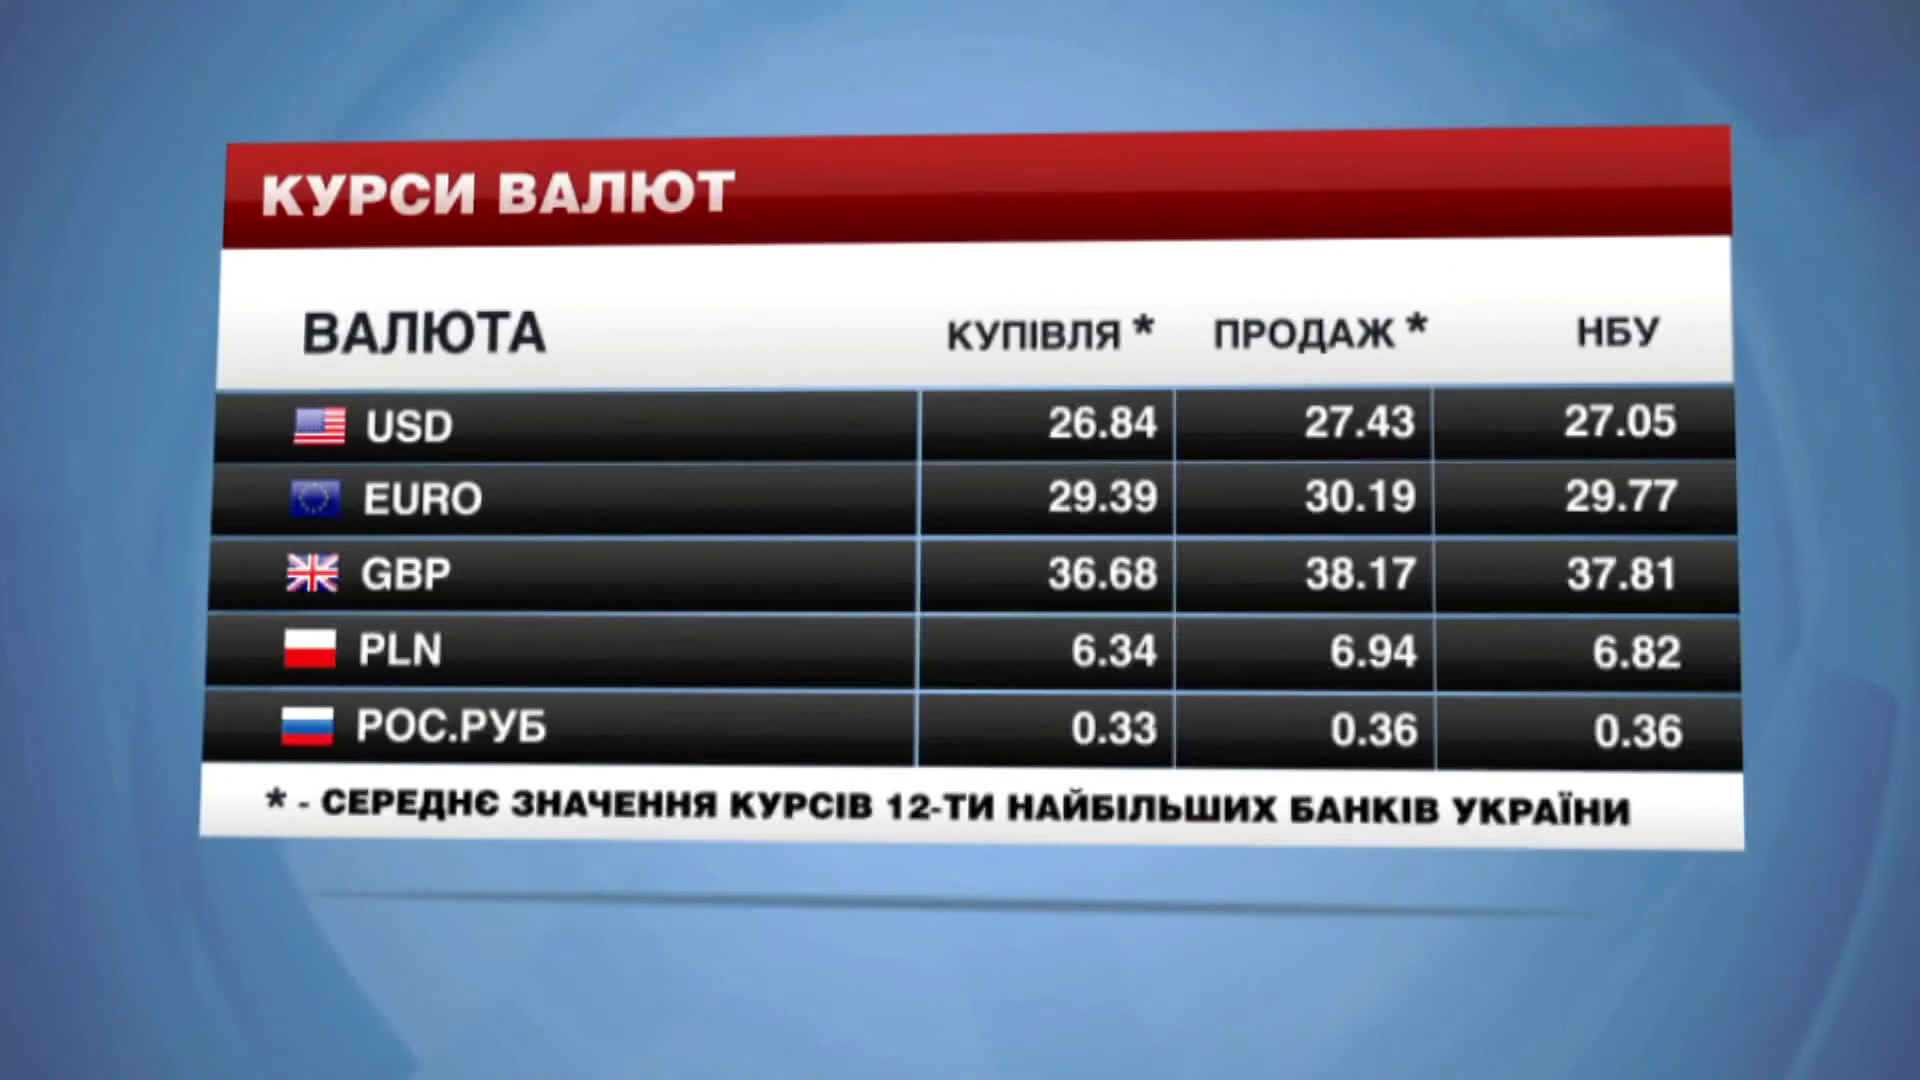 КУРСИ ВАЛЮТ
ВАЛЮТА КУПІВЛЯ * ПРОДАЖ * НБУ
USD 26.84 27.43 27.05
EURO 29.39 30.19 29.77
GBP 36.68 38.17 37.81
PLN 6.34 6.94 6.82
РОС.РУБ 0.33 0.36 0.36
* - СЕРЕДНЄ ЗНАЧЕННЯ КУРСІВ 12-ТИ НАЙБІЛЬШИХ БАНКІВ УКРАЇНИ